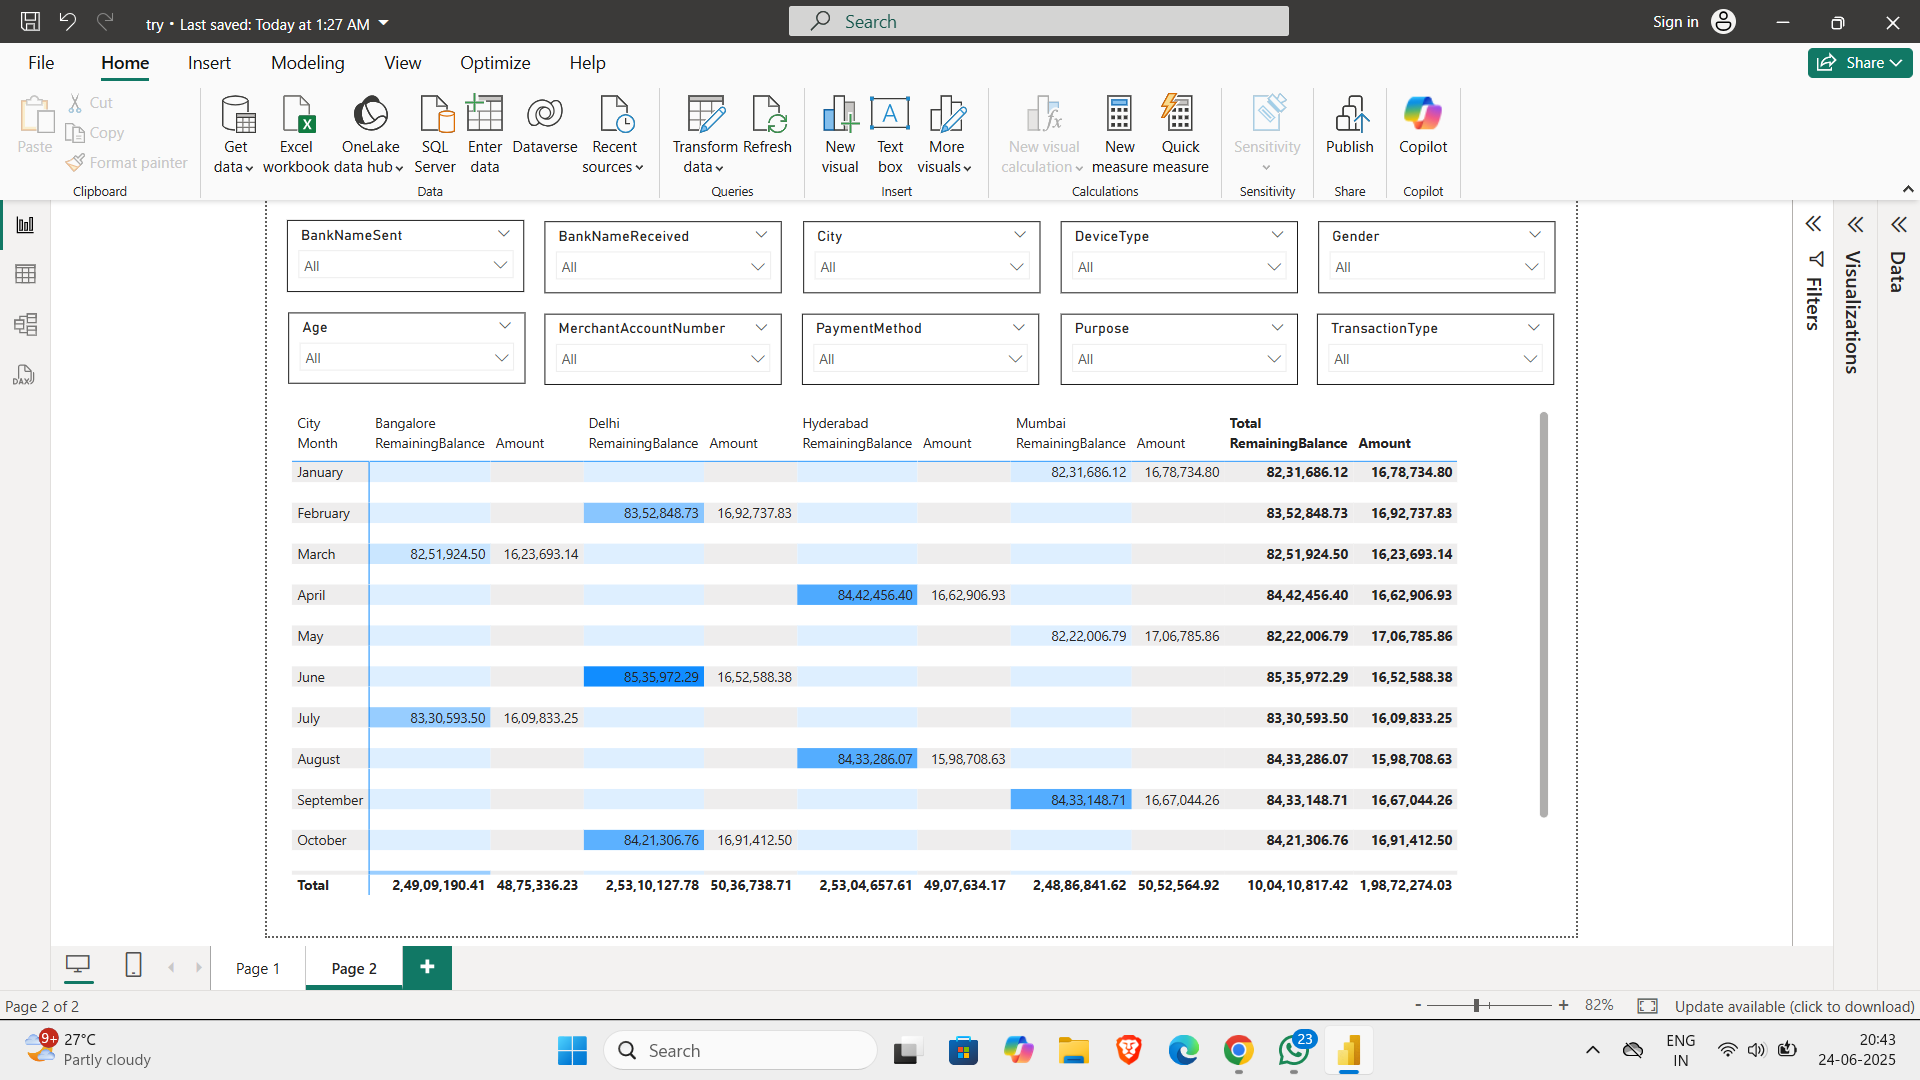 try • Last saved: Today at 1:27 AM
Search
Sign in
File Home Insert Modeling View Optimize Help
Share
Paste
Cut
Copy
Format painter
Clipboard
Get data
Excel workbook
OneLake data hub
SQL Server
Enter data
Dataverse
Recent sources
Data
Transform data
Refresh
Queries
New visual
Text box
More visuals
Insert
New visual calculation
New measure
Quick measure
Calculations
Sensitivity
Sensitivity
Publish
Share
Copilot
Copilot
BankNameSent
All
BankNameReceived
All
City
All
DeviceType
All
Gender
All
Age
All
MerchantAccountNumber
All
PaymentMethod
All
Purpose
All
TransactionType
All
Filters
Visualizations
Data
City Bangalore Delhi Hyderabad Mumbai Total
Month RemainingBalance Amount RemainingBalance Amount RemainingBalance Amount RemainingBalance Amount RemainingBalance Amount
January 82,31,686.12 16,78,734.80 82,31,686.12 16,78,734.80
February 83,52,848.73 16,92,737.83 83,52,848.73 16,92,737.83
March 82,51,924.50 16,23,693.14 82,51,924.50 16,23,693.14
April 84,42,456.40 16,62,906.93 84,42,456.40 16,62,906.93
May 82,22,006.79 17,06,785.86 82,22,006.79 17,06,785.86
June 85,35,972.29 16,52,588.38 85,35,972.29 16,52,588.38
July 83,30,593.50 16,09,833.25 83,30,593.50 16,09,833.25
August 84,33,286.07 15,98,708.63 84,33,286.07 15,98,708.63
September 84,33,148.71 16,67,044.26 84,33,148.71 16,67,044.26
October 84,21,306.76 16,91,412.50 84,21,306.76 16,91,412.50
Total 2,49,09,190.41 48,75,336.23 2,53,10,127.78 50,36,738.71 2,53,04,657.61 49,07,634.17 2,48,86,841.62 50,52,564.92 10,04,10,817.42 1,98,72,274.03
Page 1
Page 2
Page 2 of 2
- + 82%
Update available (click to download)
9+
27°C
Partly cloudy
Search
23
ENG
IN
20:43
24-06-2025